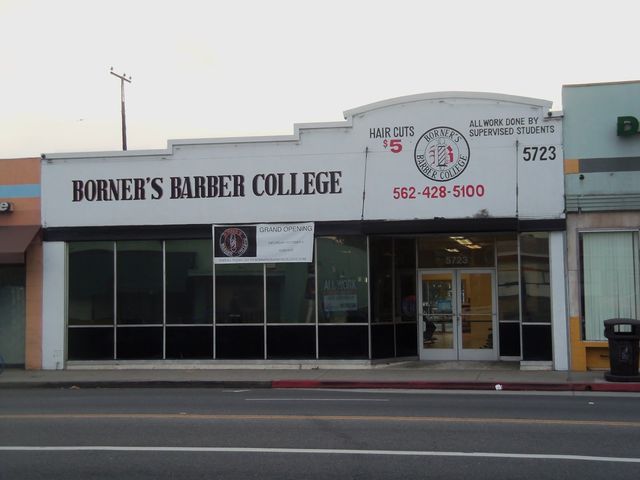 HAIR CUTS
$5
BORNER'S
BARBER COLLEGE
ALL WORK DONE BY
SUPERVISED STUDENTS
5723
BORNER'S BARBER COLLEGE
562-428-5100
GRAND OPENING
ALL WORK
5723